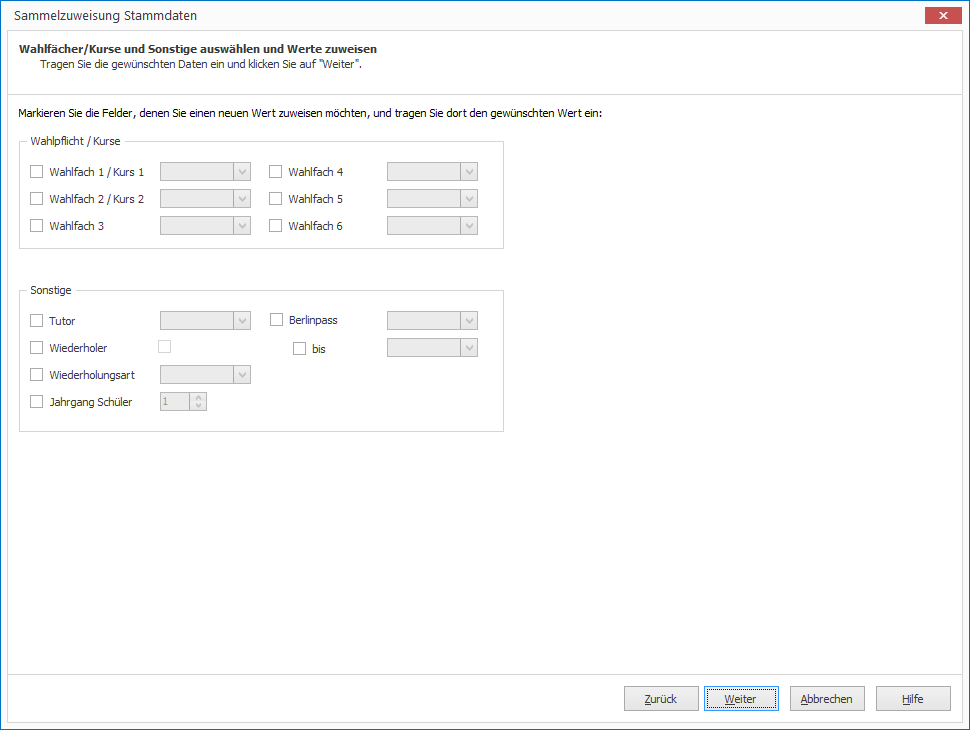 Sammelzuweisung Stammdaten
Wahlfächer/Kurse und Sonstige auswählen und Werte zuweisen
Tragen Sie die gewünschten Daten ein und klicken Sie auf "Weiter".
Markieren Sie die Felder, denen Sie einen neuen Wert zuweisen möchten, und tragen Sie dort den gewünschten Wert ein:
Wahlpflicht / Kurse
Wahlfach 1 / Kurs 1 Wahlfach 4
Wahlfach 2 / Kurs 2 Wahlfach 5
Wahlfach 3 Wahlfach 6
Sonstige
Tutor Berlinpass
Wiederholer bis
Wiederholungsart
Jahrgang Schüler 1
Zurück Weiter Abbrechen Hilfe